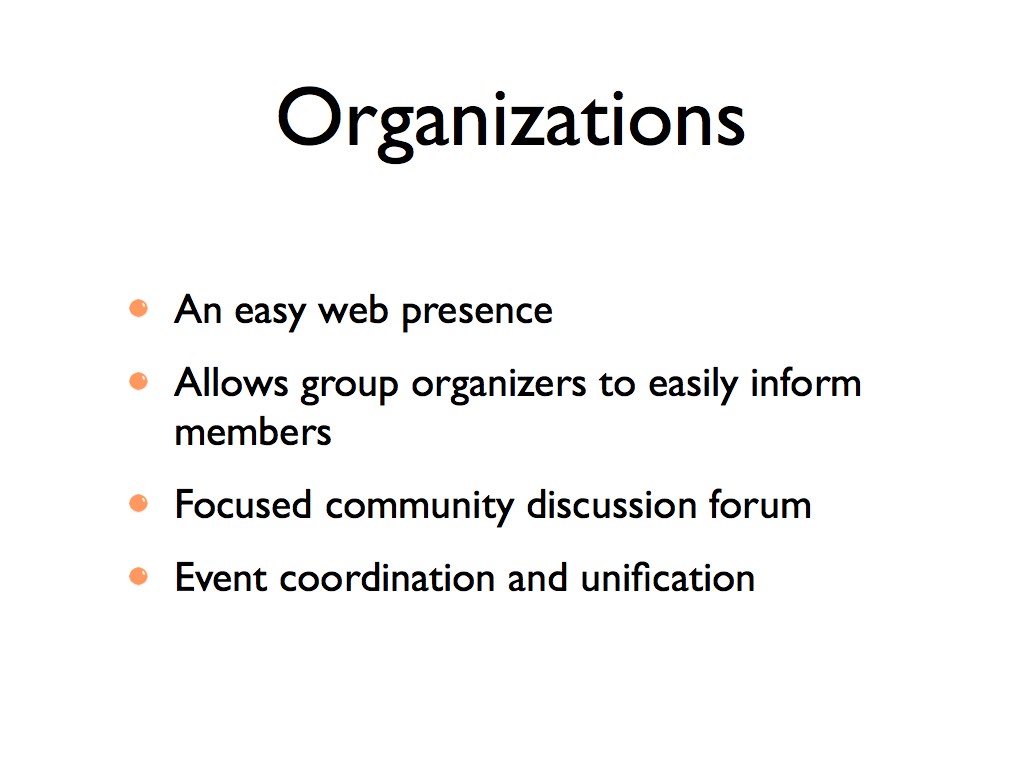 Organizations
An easy web presence
Allows group organizers to easily inform
members
Focused community discussion forum
Event coordination and unification